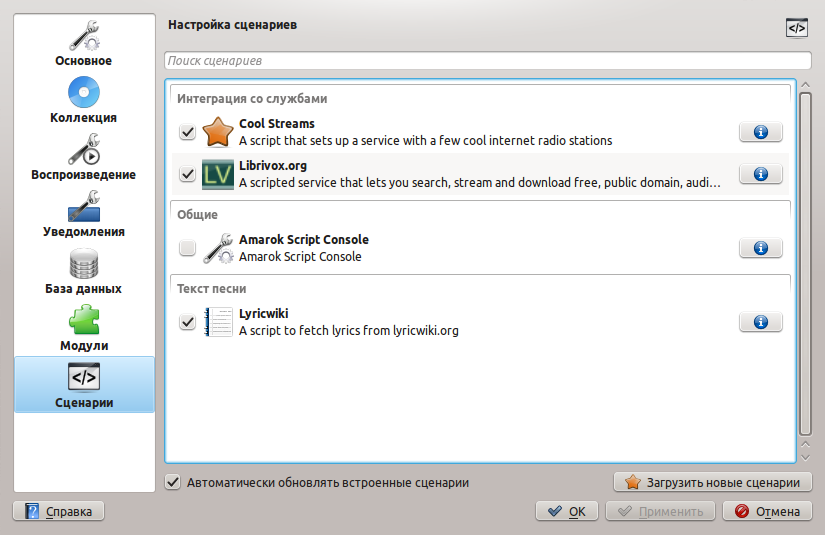 Основное
Коллекция
Воспроизведение
Уведомления
База данных
Модули
Сценарии
Настройка сценариев
Поиск сценариев
Интеграция со службами
Cool Streams
A script that sets up a service with a few cool internet radio stations
LV
Librivox.org
A scripted service that lets you search, stream and download free, public domain, audi...
Общие
Amarok Script Console
Amarok Script Console
Текст песни
Lyricwiki
A script to fetch lyrics from lyricwiki.org
Автоматически обновлять встроенные сценарии
Загрузить новые сценарии
Справка
OK
Применить
Отмена